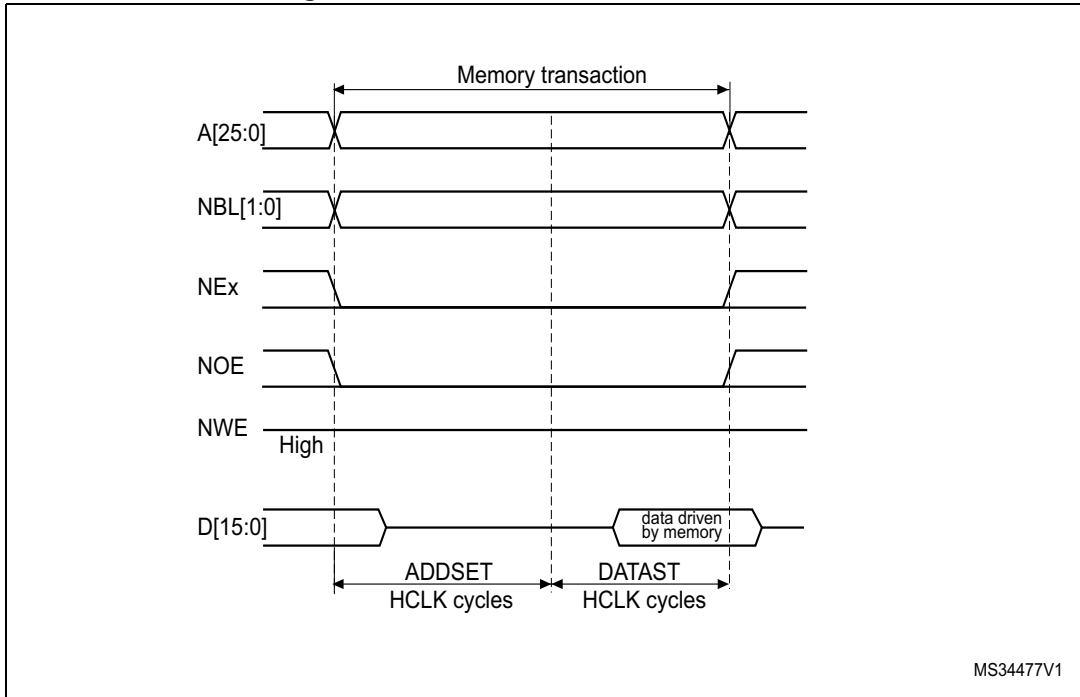 Memory transaction
A[25:0]
NBL[1:0]
NEx
NOE
NWE
High
D[15:0]
data driven
by memory
ADDSET
HCLK cycles
DATAST
HCLK cycles
MS34477V1